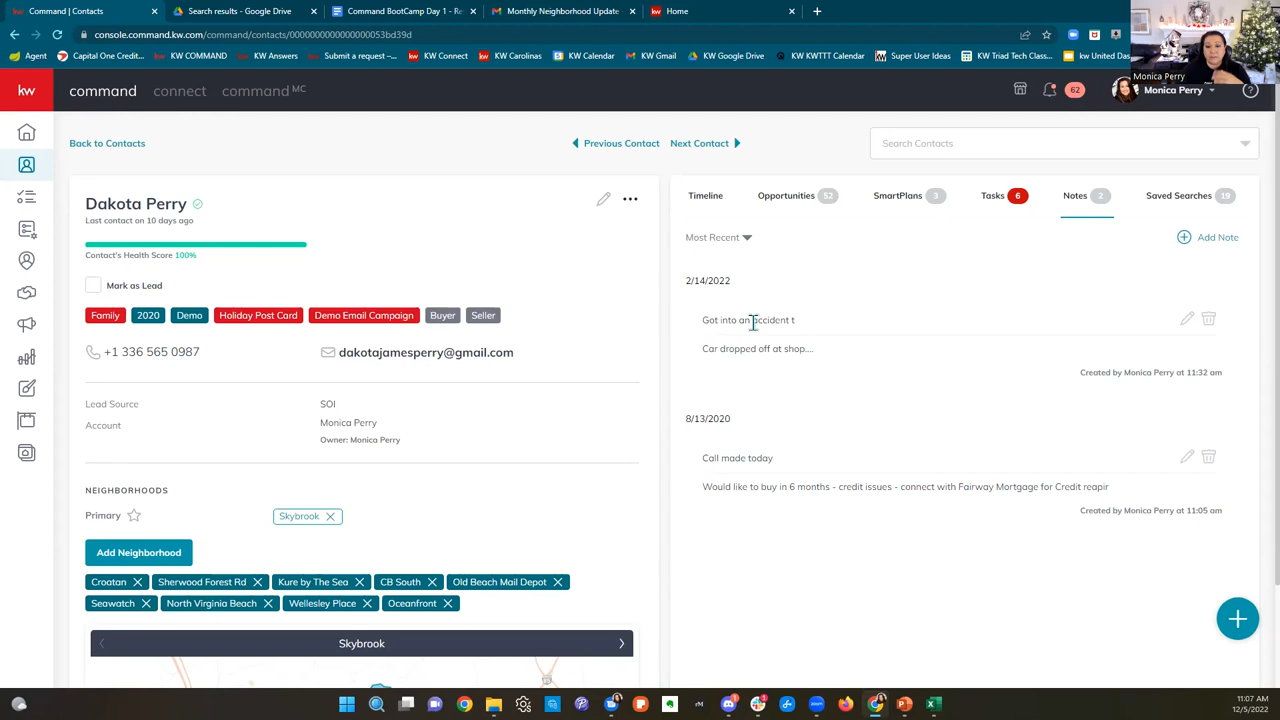 Command | Contacts
Search results - Google Drive
Command BootCamp Day 1 - Re
Monthly Neighborhood Update
Home
console.command.kw.com/command/contacts/00000000000000000053bd39d
Agent
Capital One Credit...
KW COMMAND
KW Answers
Submit a request –...
KW Connect
KW Carolinas
KW Calendar
KW Gmail
KW Google Drive
KW KWTTT Calendar
Super User Ideas
KW Triad Tech Class...
kw United Das
Monica Perry
kw
command
connect
command MC
62
Monica Perry
Back to Contacts
Previous Contact
Next Contact
Search Contacts
Dakota Perry
Last contact on 10 days ago
Contact's Health Score 100%
Mark as Lead
Family 2020 Demo Holiday Post Card Demo Email Campaign Buyer Seller
+1 336 565 0987
dakotajamesperry@gmail.com
Lead Source SOI
Account Monica Perry
Owner: Monica Perry
NEIGHBORHOODS
Primary Skybrook
Add Neighborhood
Croatan Sherwood Forest Rd Kure by The Sea CB South Old Beach Mail Depot
Seawatch North Virginia Beach Wellesley Place Oceanfront
Skybrook
Timeline Opportunities 52 SmartPlans 3 Tasks 6 Notes 2 Saved Searches 19
Most Recent
Add Note
2/14/2022
Got into an accident t
Car dropped off at shop....
Created by Monica Perry at 11:32 am
8/13/2020
Call made today
Would like to buy in 6 months - credit issues - connect with Fairway Mortgage for Credit reapir
Created by Monica Perry at 11:05 am
11:07 AM
12/5/2022